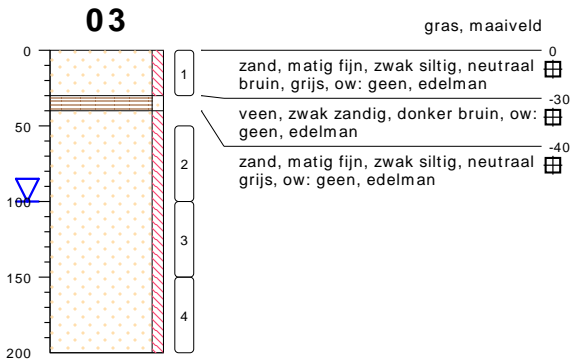 03
gras, maaiveld
0
50
100
150
200
1
2
3
4
0
zand, matig fijn, zwak siltig, neutraal
bruin, grijs, ow: geen, edelman
-30
veen, zwak zandig, donker bruin, ow:
geen, edelman
-40
zand, matig fijn, zwak siltig, neutraal
grijs, ow: geen, edelman